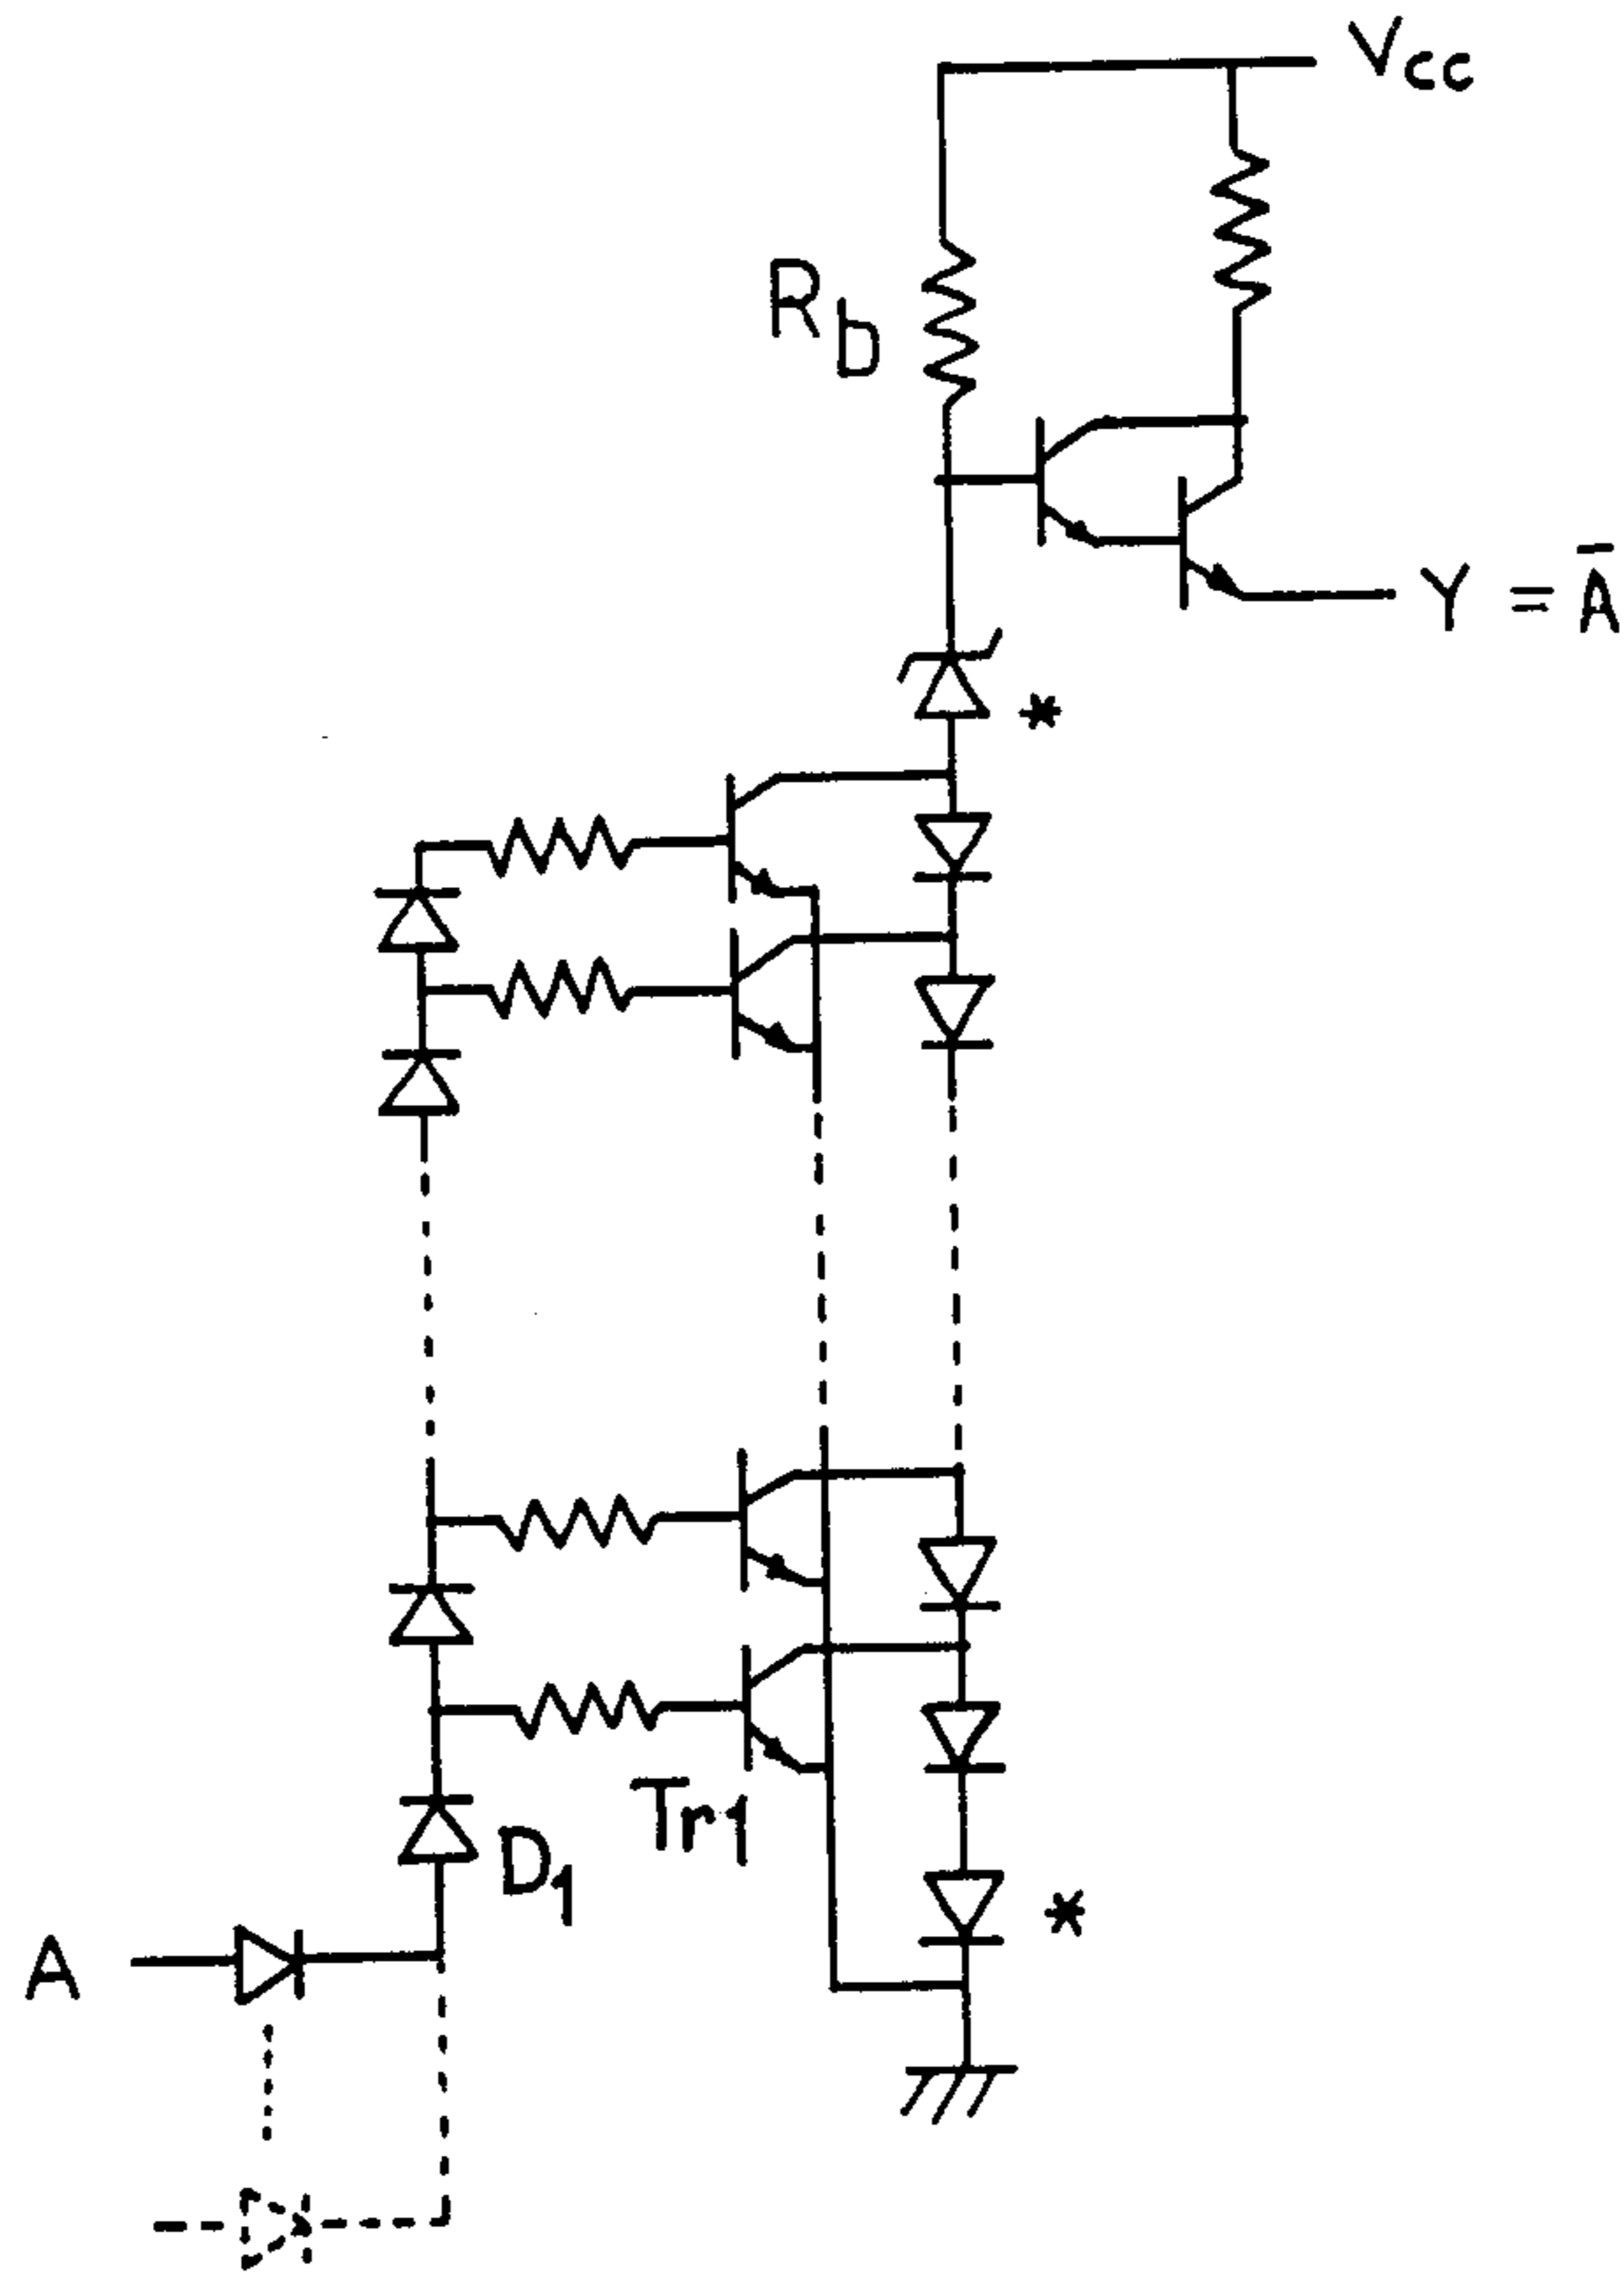 Vcc
Rb
Y = Ā
*
Tr1
D1
*
A